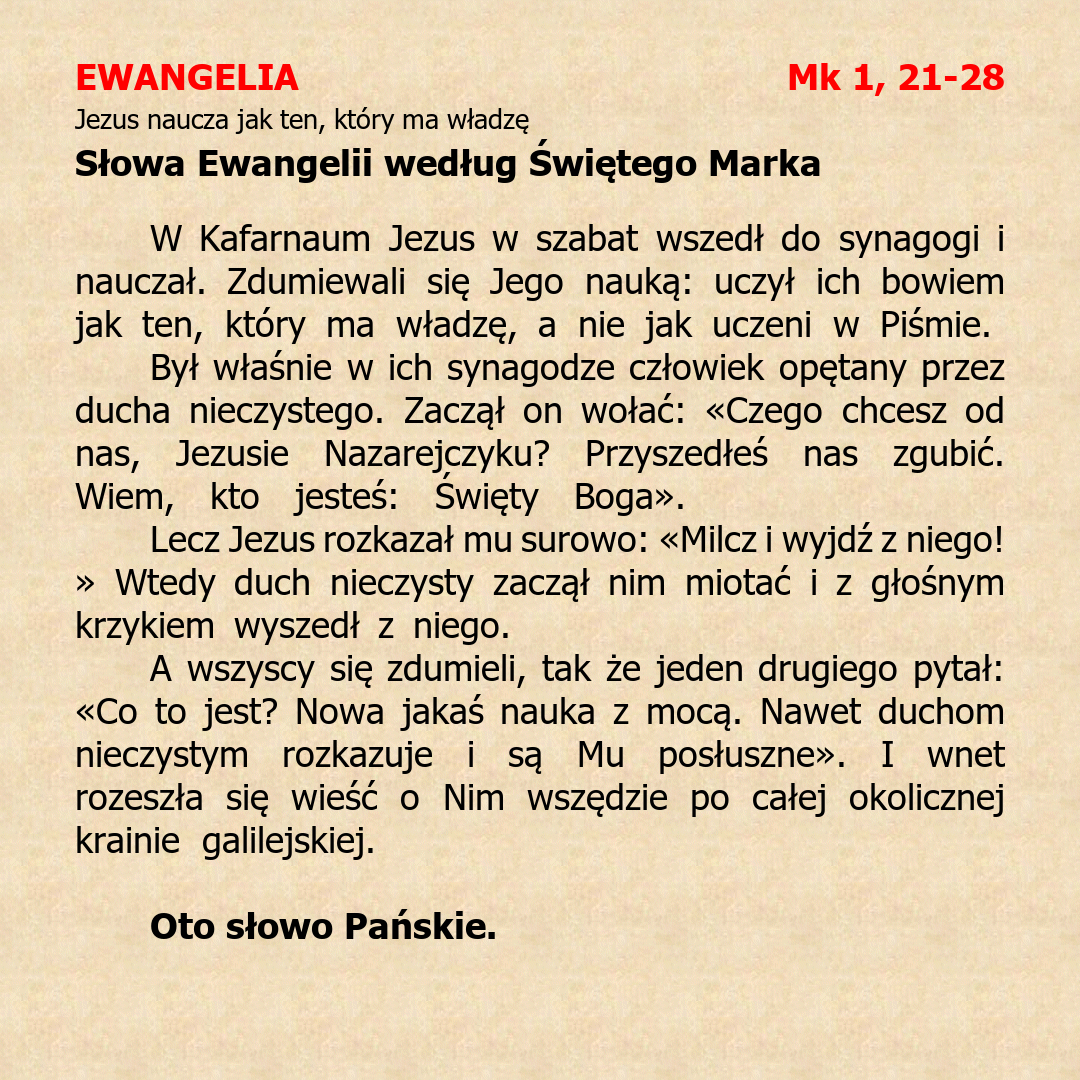 EWANGELIA Mk 1, 21-28
Jezus naucza jak ten, który ma władzę
Słowa Ewangelii według Świętego Marka
W Kafarnaum Jezus w szabat wszedł do synagogi i
nauczał. Zdumiewali się Jego nauką: uczył ich bowiem
jak ten, który ma władzę, a nie jak uczeni w Piśmie.
Był właśnie w ich synagodze człowiek opętany przez
ducha nieczystego. Zaczął on wołać: «Czego chcesz od
nas, Jezusie Nazarejczyku? Przyszedłeś nas zgubić.
Wiem, kto jesteś: Święty Boga».
Lecz Jezus rozkazał mu surowo: «Milcz i wyjdź z niego!
» Wtedy duch nieczysty zaczął nim miotać i z głośnym
krzykiem wyszedł z niego.
A wszyscy się zdumieli, tak że jeden drugiego pytał:
«Co to jest? Nowa jakaś nauka z mocą. Nawet duchom
nieczystym rozkazuje i są Mu posłuszne». I wnet
rozeszła się wieść o Nim wszędzie po całej okolicznej
krainie galilejskiej.
Oto słowo Pańskie.